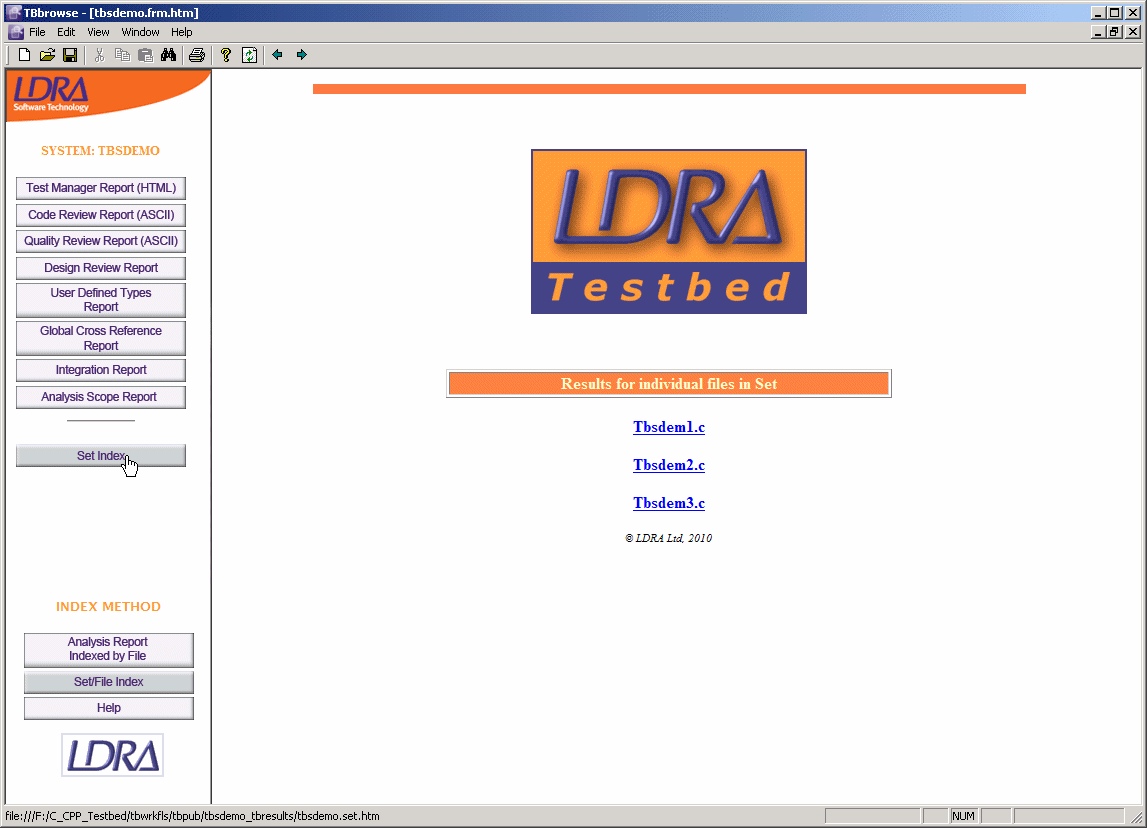 TBbrowse - [tbsdemo.frm.htm]
File Edit View Window Help
LDRA
Software Technology
SYSTEM: TBSDEMO
Test Manager Report (HTML)
Code Review Report (ASCII)
Quality Review Report (ASCII)
Design Review Report
User Defined Types
Report
Global Cross Reference
Report
Integration Report
Analysis Scope Report
Set Index
INDEX METHOD
Analysis Report
Indexed by File
Set/File Index
Help
LDRA
LDRA
Testbed
Results for individual files in Set
Tbsdem1.c
Tbsdem2.c
Tbsdem3.c
© LDRA Ltd, 2010
file:///F:/C_CPP_Testbed/tbwrkfls/tbpub/tbsdemo_tbresults/tbsdemo.set.htm
NUM